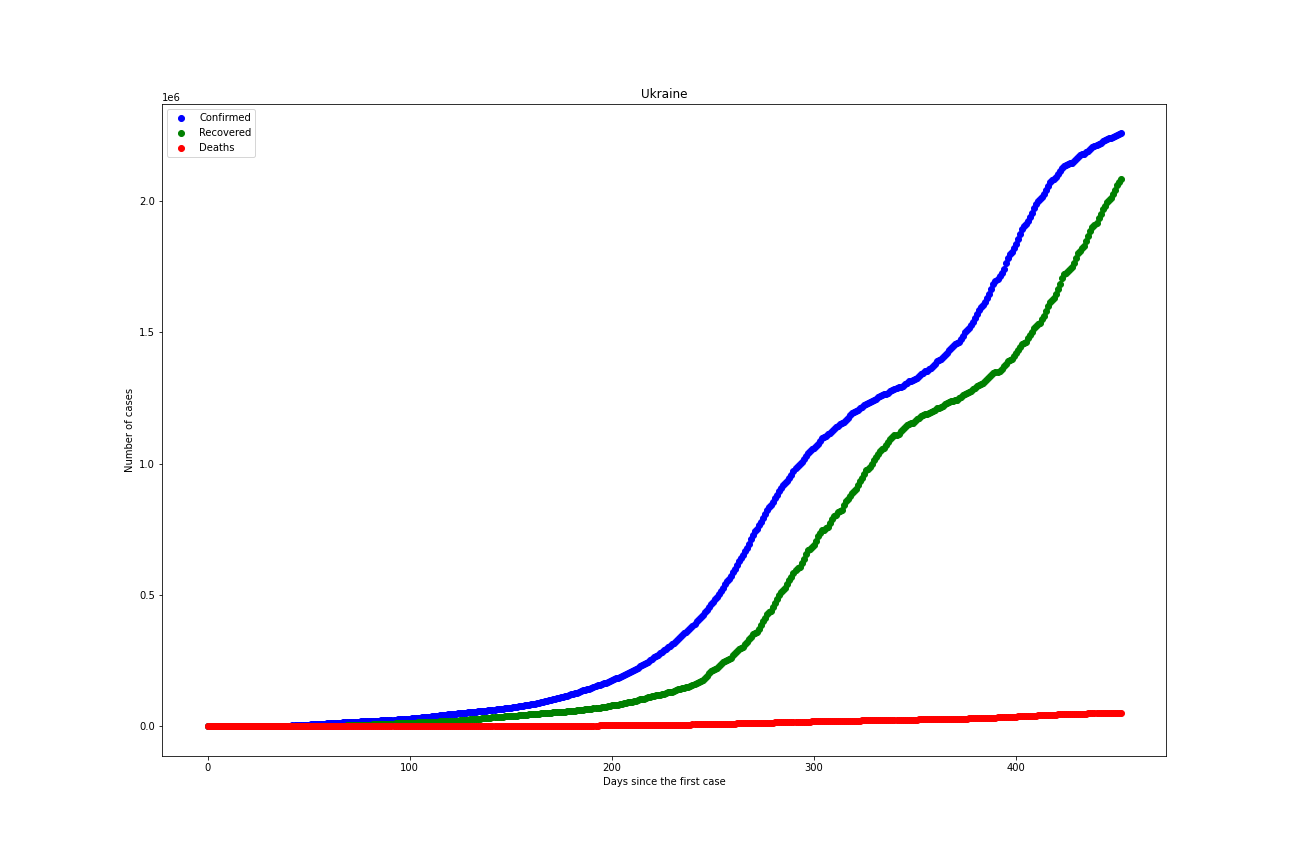 Ukraine
1e6
Confirmed
Recovered
Deaths
2.0
1.5
1.0
0.5
0.0
Number of cases
0 100 200 300 400
Days since the first case